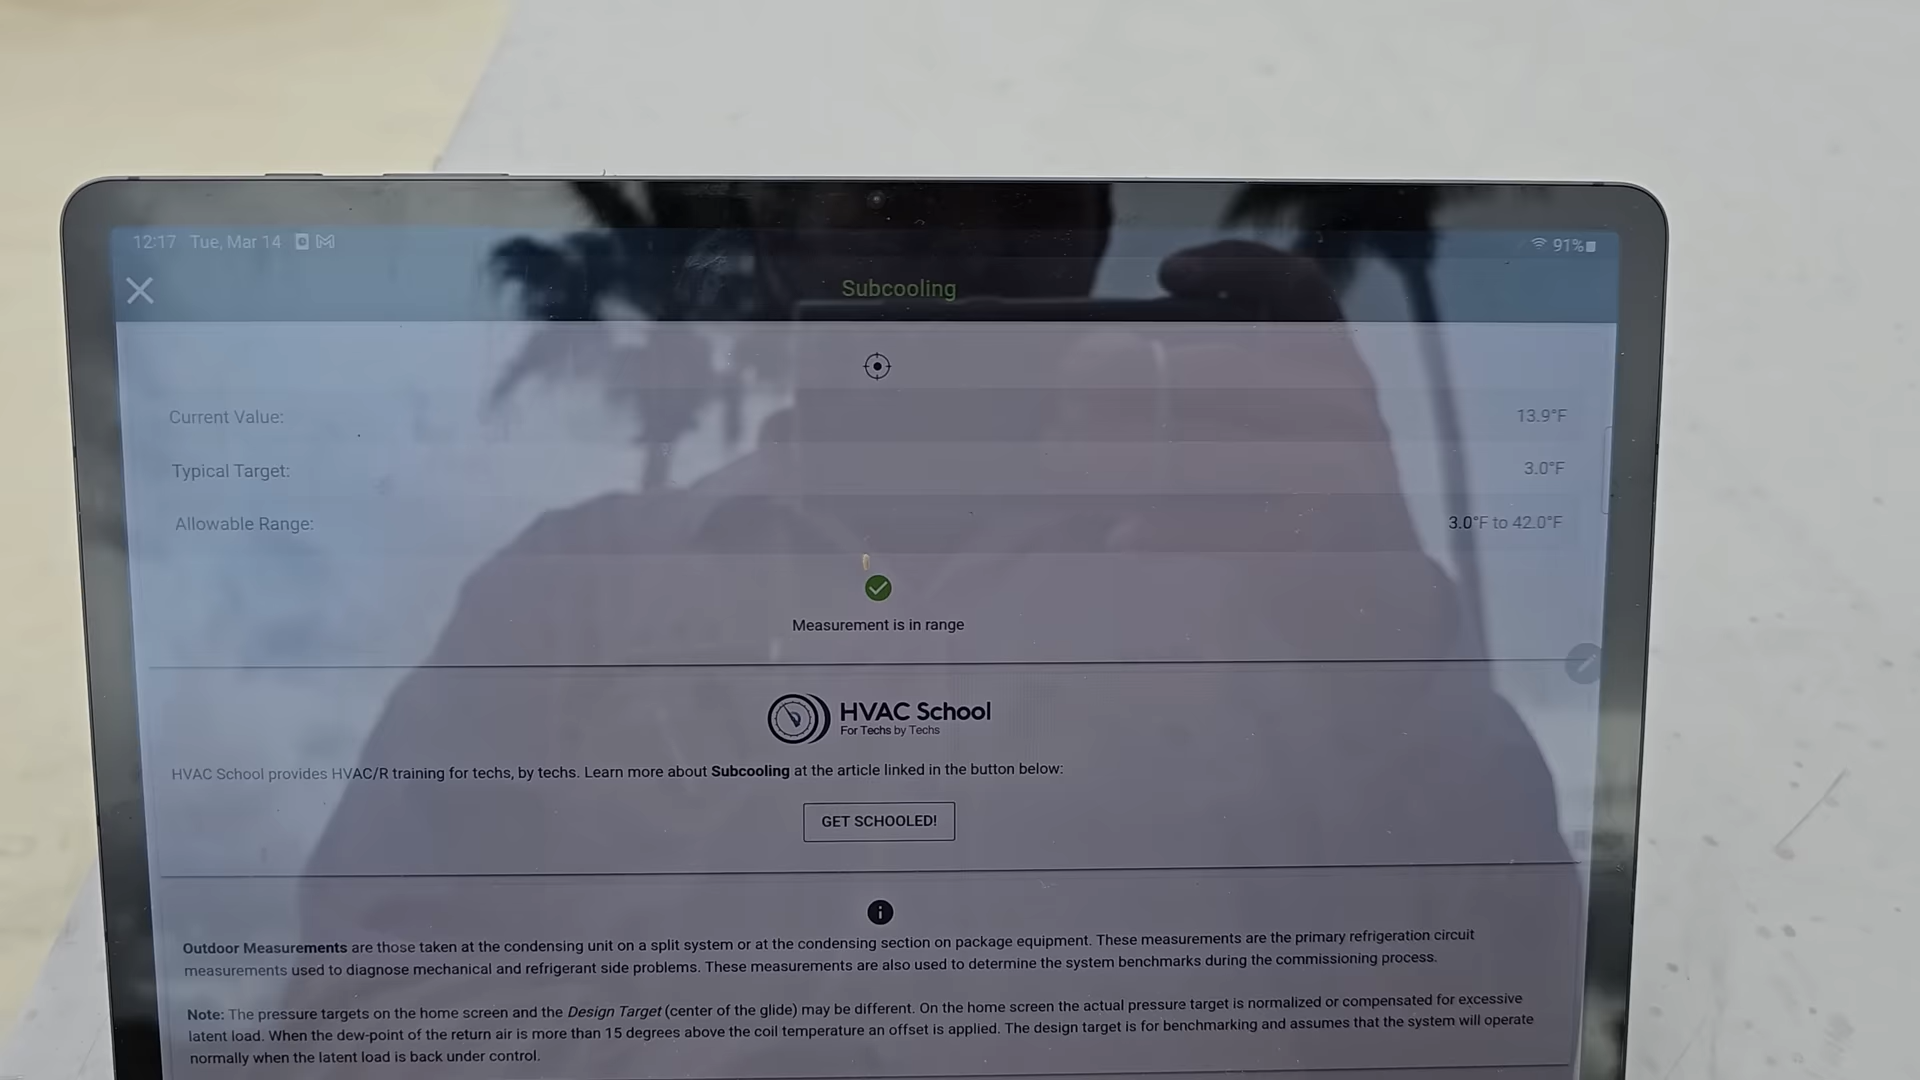 12:17 Tue, Mar 14
91%
Subcooling
Current Value: 13.9°F
Typical Target: 3.0°F
Allowable Range: 3.0°F to 42.0°F
Measurement is in range
HVAC School
For Techs by Techs
HVAC School provides HVAC/R training for techs, by techs. Learn more about Subcooling at the article linked in the button below:
GET SCHOOLED!
Outdoor Measurements are those taken at the condensing unit on a split system or at the condensing section on package equipment. These measurements are the primary refrigeration circuit
measurements used to diagnose mechanical and refrigerant side problems. These measurements are also used to determine the system benchmarks during the commissioning process.
Note: The pressure targets on the home screen and the Design Target (center of the glide) may be different. On the home screen the actual pressure target is normalized or compensated for excessive
latent load. When the dew-point of the return air is more than 15 degrees above the coil temperature an offset is applied. The design target is for benchmarking and assumes that the system will operate
normally when the latent load is back under control.